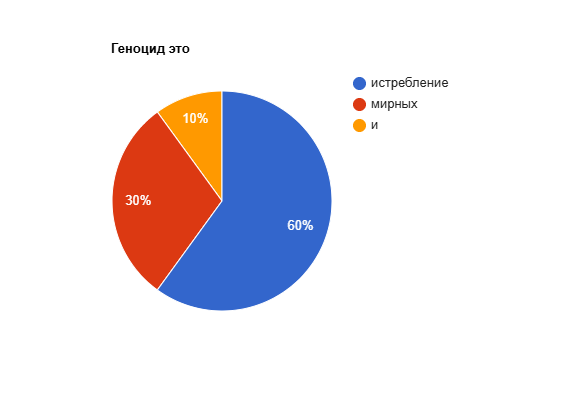 Геноцид это
истребление
мирных
и
10%
30%
60%